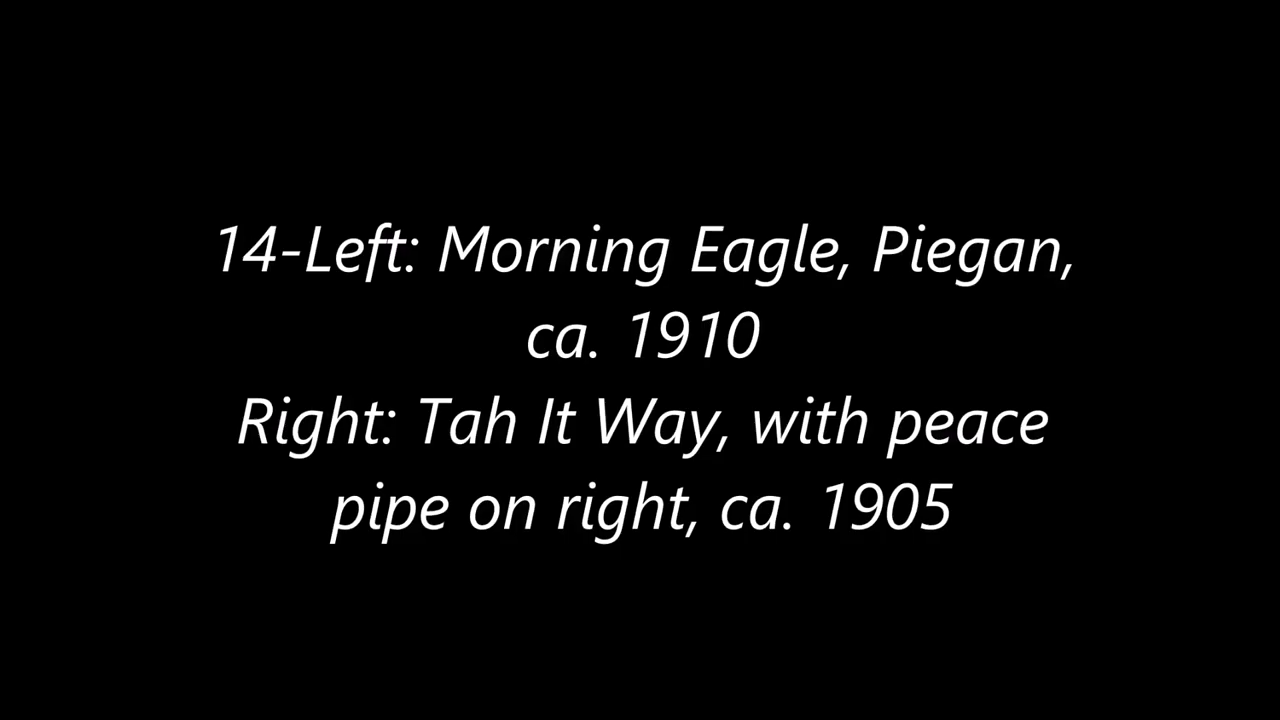 14-Left: Morning Eagle, Piegan,
ca. 1910
Right: Tah It Way, with peace
pipe on right, ca. 1905